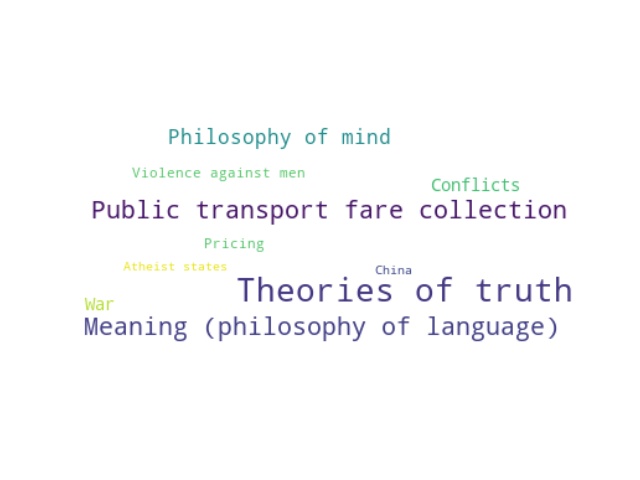 Philosophy of mind
Violence against men
Conflicts
Public transport fare collection
Pricing
Atheist states
China
Theories of truth
War
Meaning (philosophy of language)